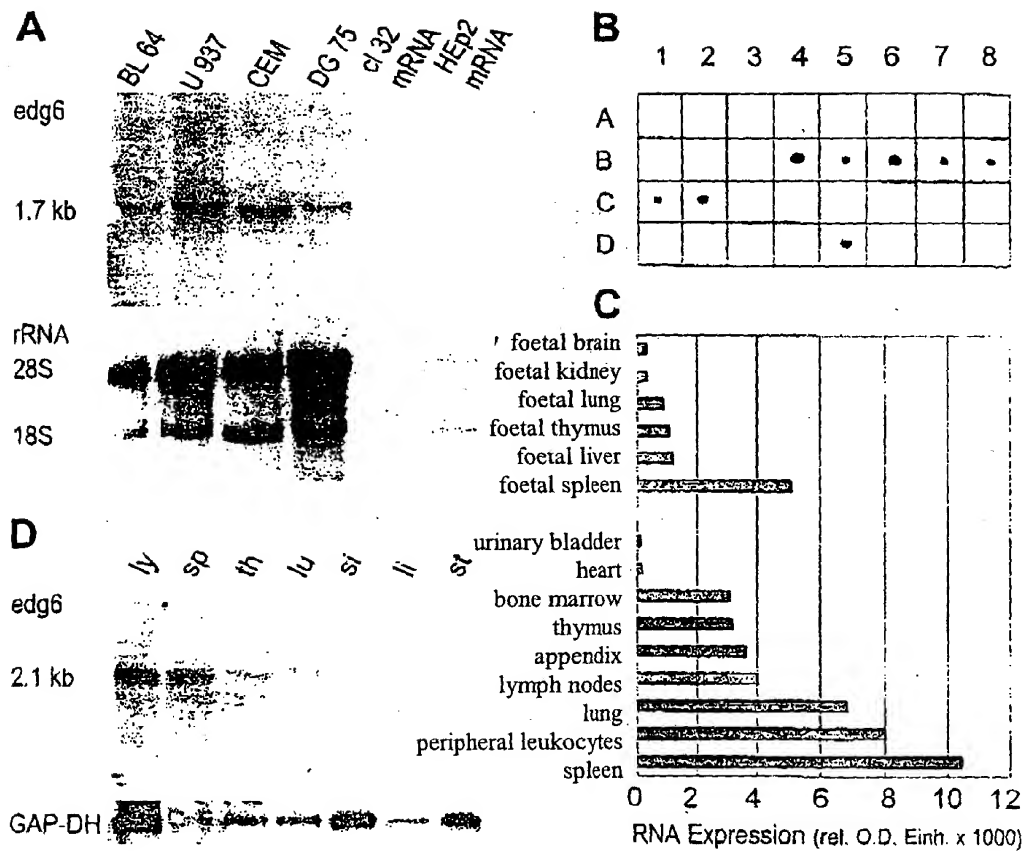 A
BL 64 U 937 CEM DG 75 cl 32 mRNA HEp2 mRNA
edg6
1.7 kb
rRNA
28S
18S
B
1 2 3 4 5 6 7 8
A
B
C
D
C
foetal brain
foetal kidney
foetal lung
foetal thymus
foetal liver
foetal spleen
urinary bladder
heart
bone marrow
thymus
appendix
lymph nodes
lung
peripheral leukocytes
spleen
0 2 4 6 8 10 12
RNA Expression (rel. O.D. Einh. x 1000)
D
ly sp th lu si li st
edg6
2.1 kb
GAP-DH